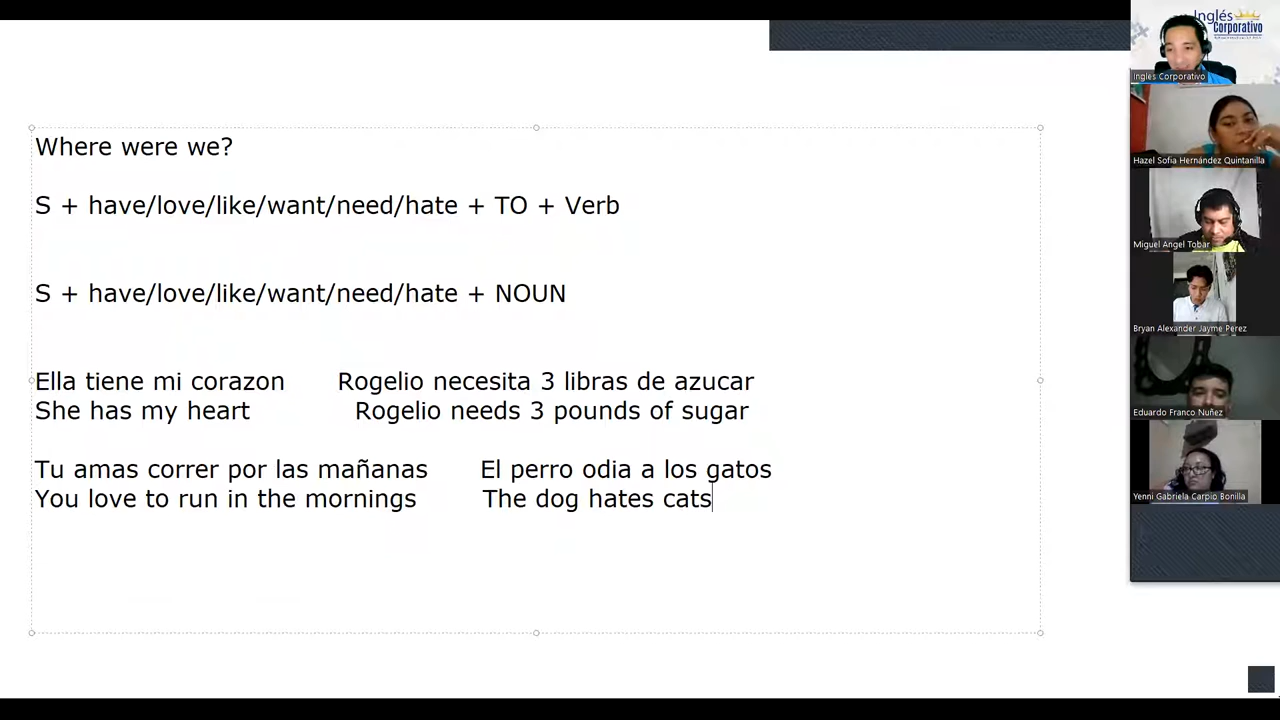 Where were we?
S + have/love/like/want/need/hate + TO + Verb
S + have/love/like/want/need/hate + NOUN
Ella tiene mi corazon Rogelio necesita 3 libras de azucar
She has my heart Rogelio needs 3 pounds of sugar
Tu amas correr por las mañanas El perro odia a los gatos
You love to run in the mornings The dog hates cats
Inglés
Corporativo
Inglés Corporativo
Hazel Sofia Hernández Quintanilla
Miguel Angel Tobar
Bryan Alexander Jayme Perez
Eduardo Franco Nuñez
Yenni Gabriela Carpio Bonilla